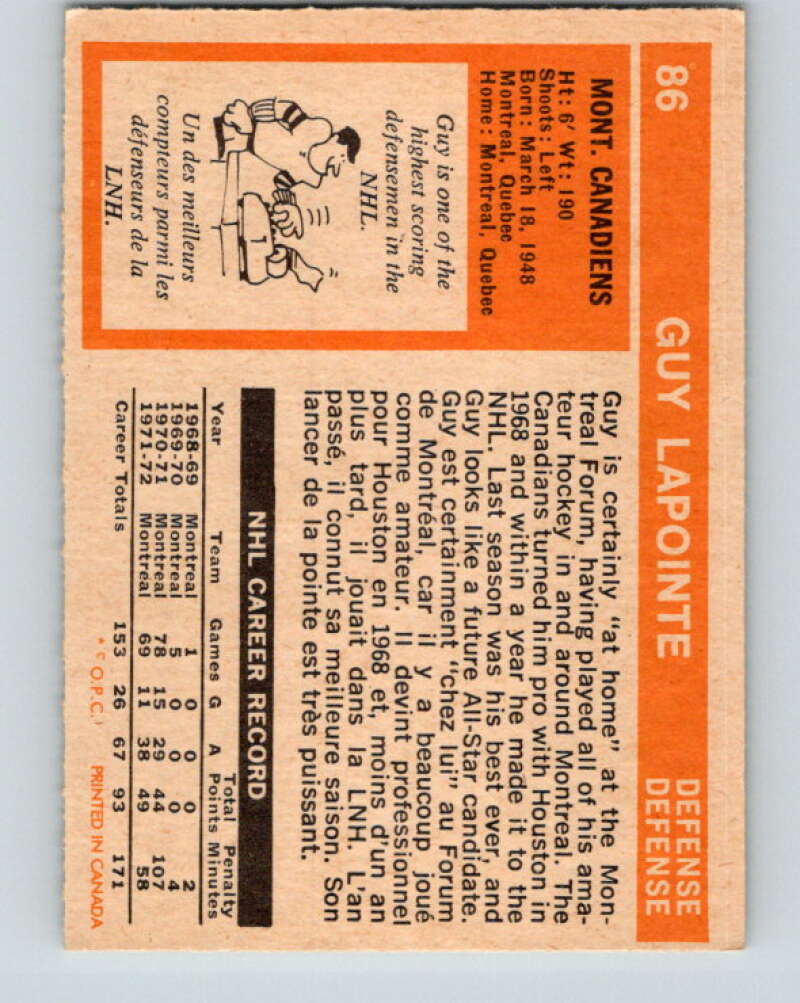 86 GUY LAPOINTE DEFENSE
DEFENSE
MONT. CANADIENS
Ht: 6' Wt: 190
Shoots: Left
Born: March 18, 1948
Montreal, Quebec
Home: Montreal, Quebec
Guy is one of the
highest scoring
defensemen in the
NHL.
1
Un des meilleurs
compteurs parmi les
défenseurs de la
LNH.
Guy is certainly "at home" at the Mon-
treal Forum, having played all of his ama-
teur hockey in and around Montreal. The
Canadians turned him pro with Houston in
1968 and within a year he made it to the
NHL. Last season was his best ever, and
Guy looks like a future All-Star candidate.
Guy est certainment "chez lui" au Forum
de Montréal, car il y a beaucoup joué
comme amateur. Il devint professionnel
pour Houston en 1968 et, moins d'un an
plus tard, il jouait dans la LNH. L'an
passé, il connut sa meilleure saison. Son
lancer de la pointe est très puissant.
NHL CAREER RECORD
Total Penalty
Year Team Games G A Points Minutes
1968-69 Montreal 1 0 0 0 2
1969-70 Montreal 5 0 0 0 4
1970-71 Montreal 78 15 29 44 107
1971-72 Montreal 69 11 38 49 58
Career Totals 153 26 67 93 171
* © O.P.C. PRINTED IN CANADA